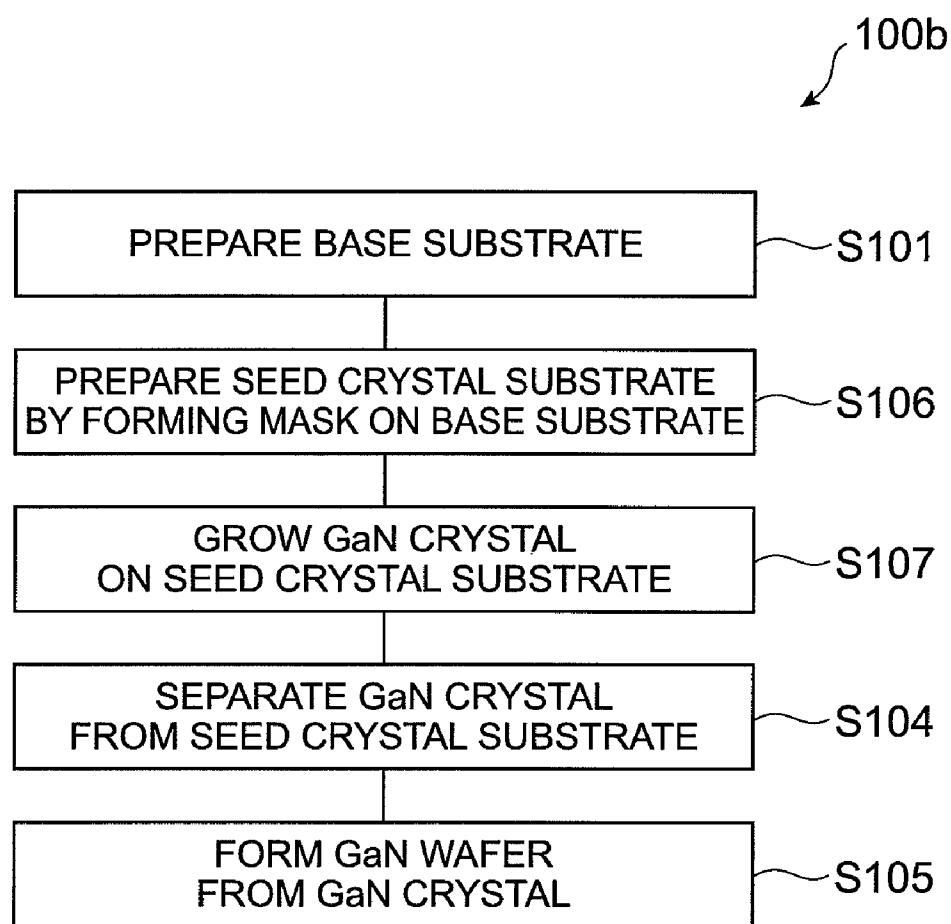 100b
PREPARE BASE SUBSTRATE
S101
PREPARE SEED CRYSTAL SUBSTRATE
BY FORMING MASK ON BASE SUBSTRATE
S106
GROW GaN CRYSTAL
ON SEED CRYSTAL SUBSTRATE
S107
SEPARATE GaN CRYSTAL
FROM SEED CRYSTAL SUBSTRATE
S104
FORM GaN WAFER
FROM GaN CRYSTAL
S105